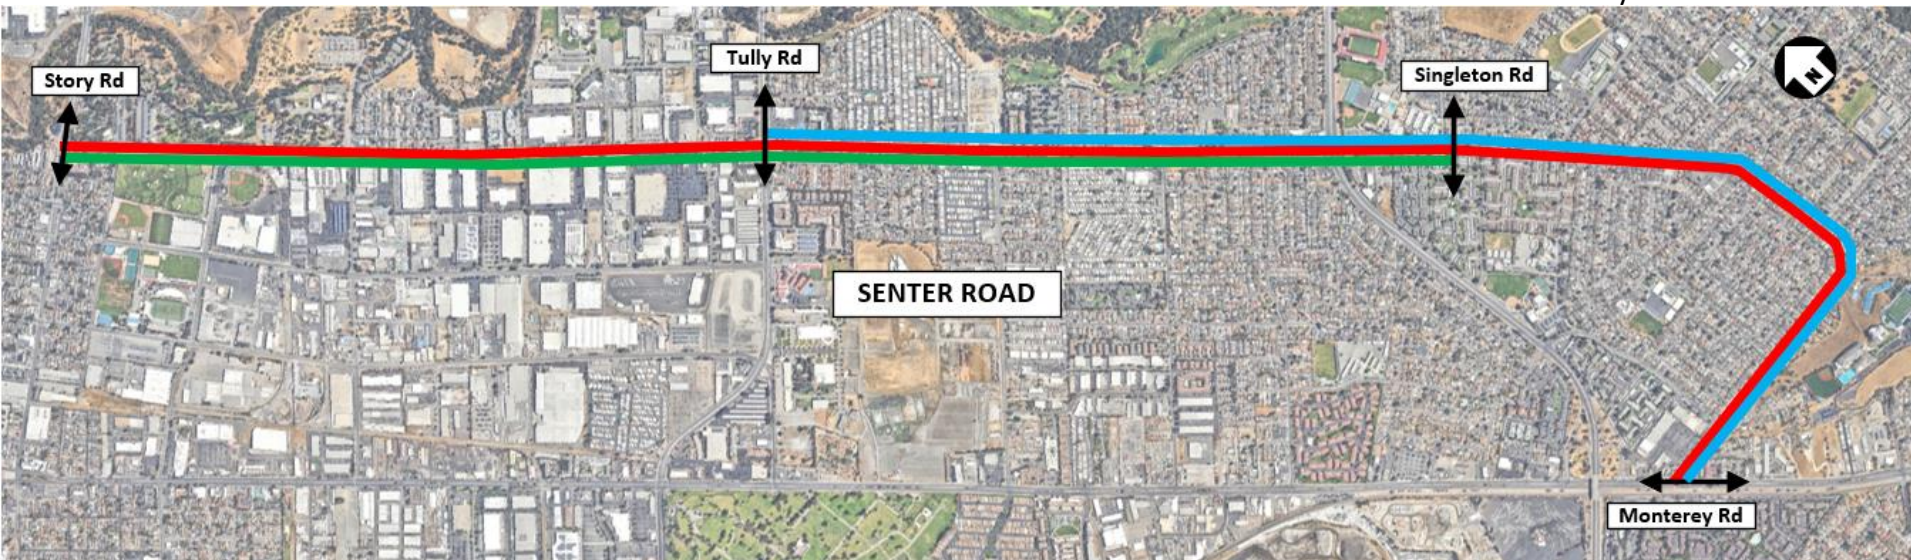 Story Rd
Tully Rd
Singleton Rd
N
SENTER ROAD
Monterey Rd